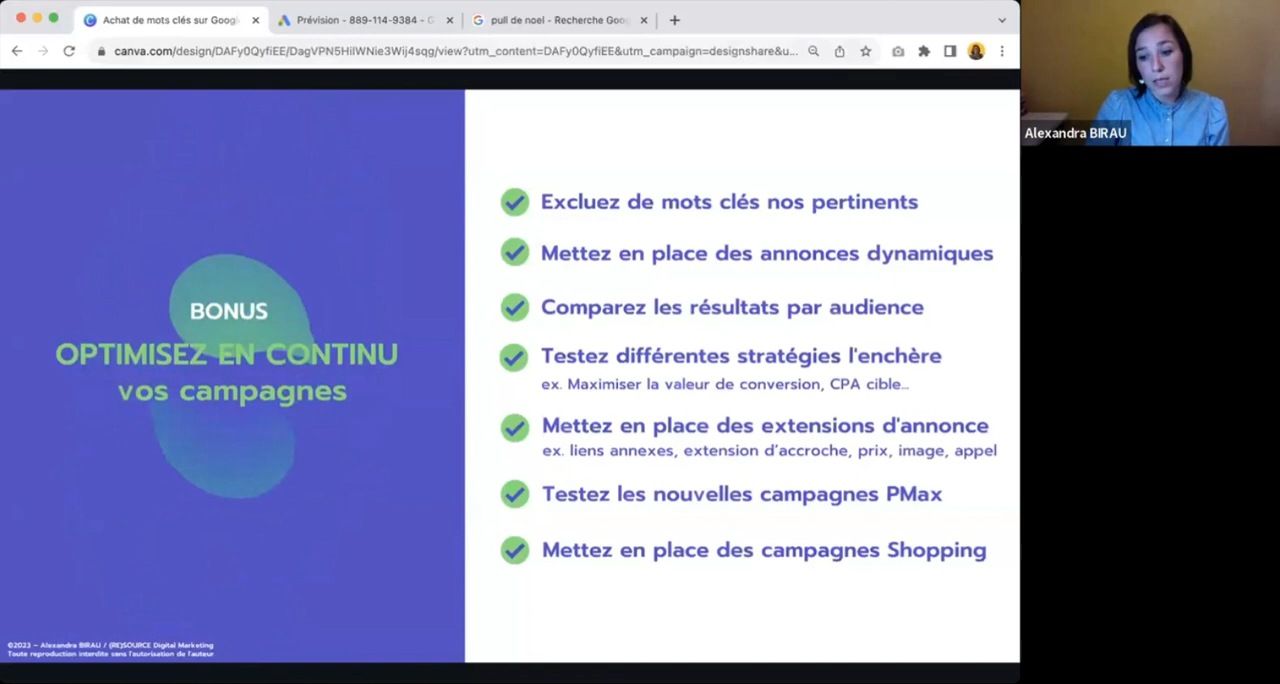 Achat de mots clés sur Goog
Prévision - 889-114-9384 - G
pull de noel - Recherche Goo
canva.com/design/DAFy0QyfiEE/DagVPN5HilWNie3Wij4sqg/view?utm_content=DAFy0QyfiEE&utm_campaign=designshare&u...
Alexandra BIRAU
BONUS
OPTIMISEZ EN CONTINU
vos campagnes
Excluez de mots clés nos pertinents
Mettez en place des annonces dynamiques
Comparez les résultats par audience
Testez différentes stratégies l'enchère
ex. Maximiser la valeur de conversion, CPA cible...
Mettez en place des extensions d'annonce
ex. liens annexes, extension d'accroche, prix, image, appel
Testez les nouvelles campagnes PMax
Mettez en place des campagnes Shopping
©2023 – Alexandra BIRAU / (RE)SOURCE Digital Marketing
Toute reproduction interdite sans l'autorisation de l'auteur